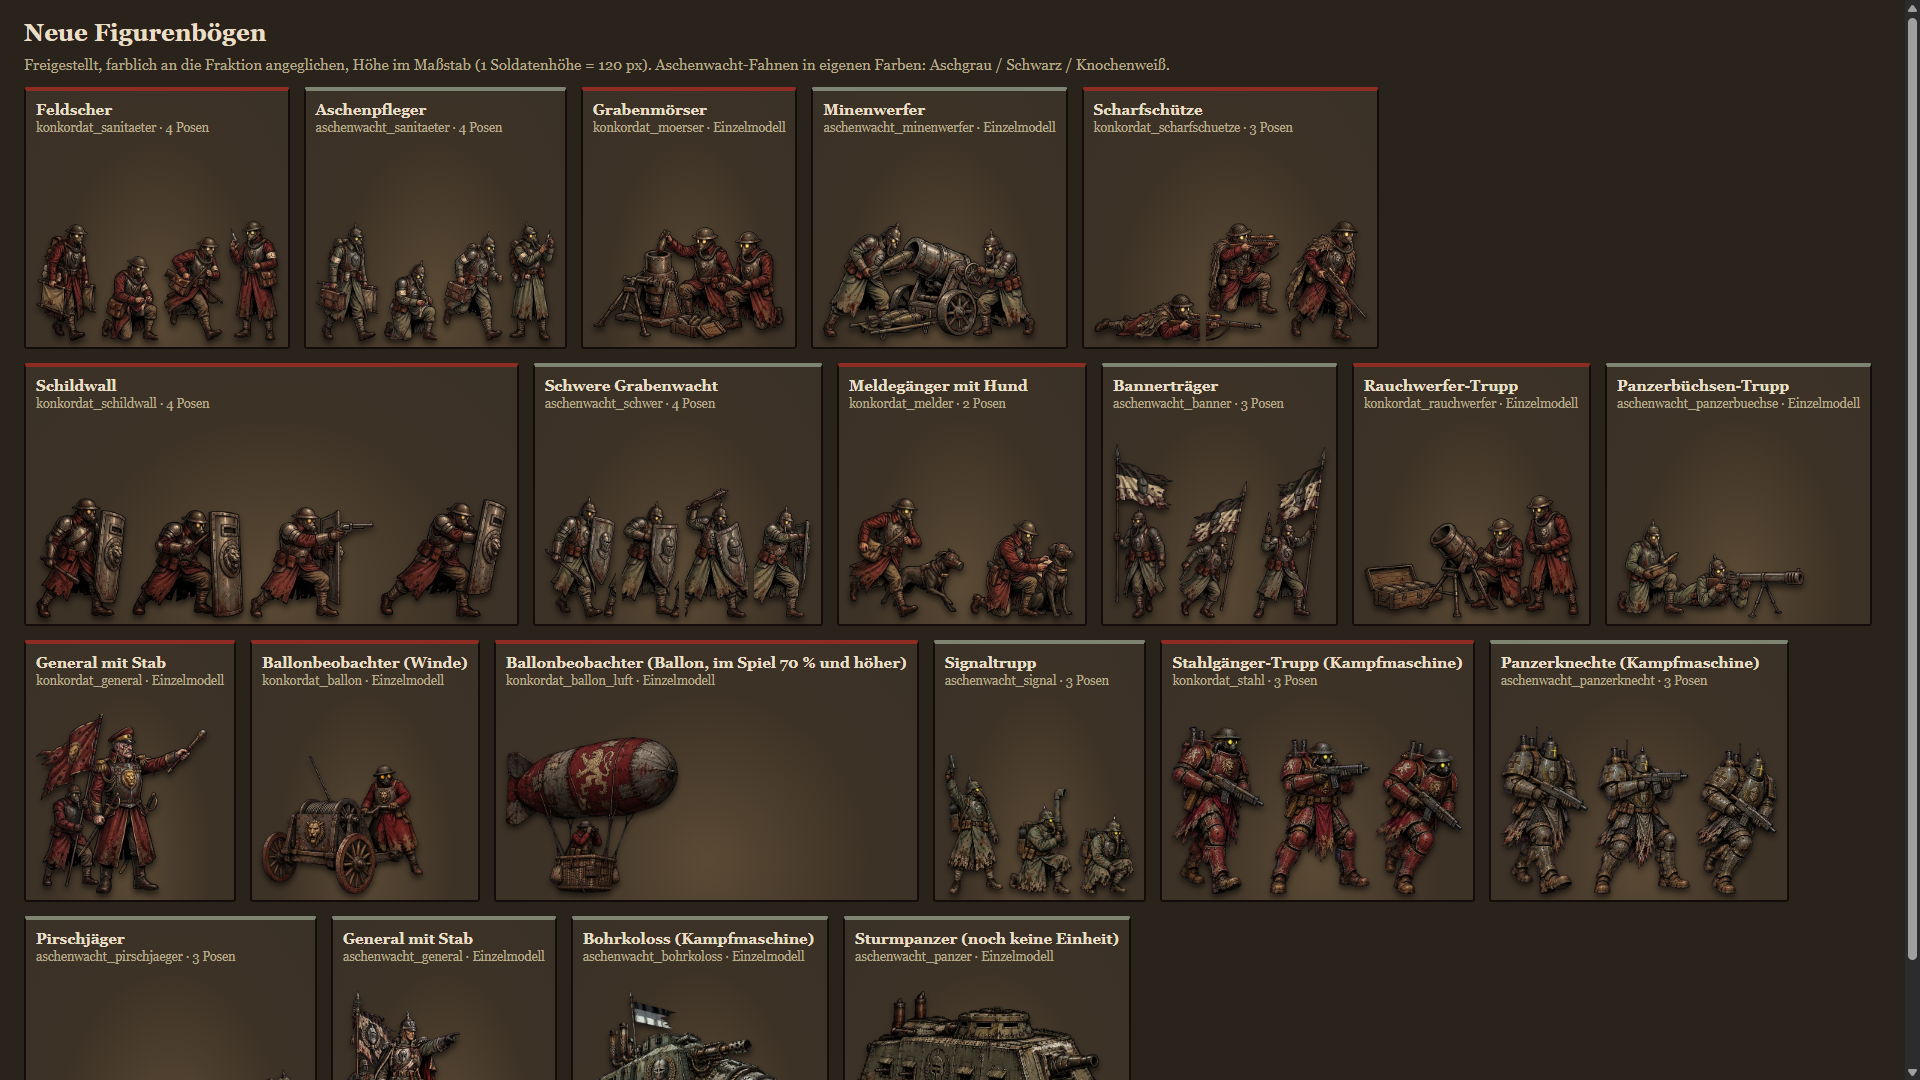 Neue Figurenbögen
Freigestellt, farblich an die Fraktion angeglichen, Höhe im Maßstab (1 Soldatenhöhe = 120 px). Aschenwacht-Fahnen in eigenen Farben: Aschgrau / Schwarz / Knochenweiß.
Feldscher
konkordat_sanitaeter · 4 Posen
Aschenpfleger
aschenwacht_sanitaeter · 4 Posen
Grabenmörser
konkordat_moerser · Einzelmodell
Minenwerfer
aschenwacht_minenwerfer · Einzelmodell
Scharfschütze
konkordat_scharfschuetze · 3 Posen
Schildwall
konkordat_schildwall · 4 Posen
Schwere Grabenwacht
aschenwacht_schwer · 4 Posen
Meldegänger mit Hund
konkordat_melder · 2 Posen
Bannerträger
aschenwacht_banner · 3 Posen
Rauchwerfer-Trupp
konkordat_rauchwerfer · Einzelmodell
Panzerbüchsen-Trupp
aschenwacht_panzerbuechse · Einzelmodell
General mit Stab
konkordat_general · Einzelmodell
Ballonbeobachter (Winde)
konkordat_ballon · Einzelmodell
Ballonbeobachter (Ballon, im Spiel 70 % und höher)
konkordat_ballon_luft · Einzelmodell
Signaltrupp
aschenwacht_signal · 3 Posen
Stahlgänger-Trupp (Kampfmaschine)
konkordat_stahl · 3 Posen
Panzerknechte (Kampfmaschine)
aschenwacht_panzerknecht · 3 Posen
Pirschjäger
aschenwacht_pirschjaeger · 3 Posen
General mit Stab
aschenwacht_general · Einzelmodell
Bohrkoloss (Kampfmaschine)
aschenwacht_bohrkoloss · Einzelmodell
Sturmpanzer (noch keine Einheit)
aschenwacht_panzer · Einzelmodell